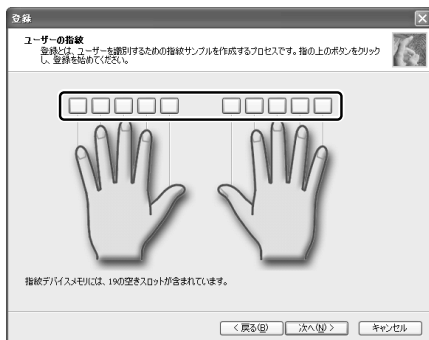 登録
ユーザーの指紋
登録とは、ユーザーを識別するための指紋サンプルを作成するプロセスです。指の上のボタンをクリック
し、登録を始めてください。
指紋デバイスメモリには、19の空きスロットが含まれています。
< 戻る(B)
次へ(N) >
キャンセル